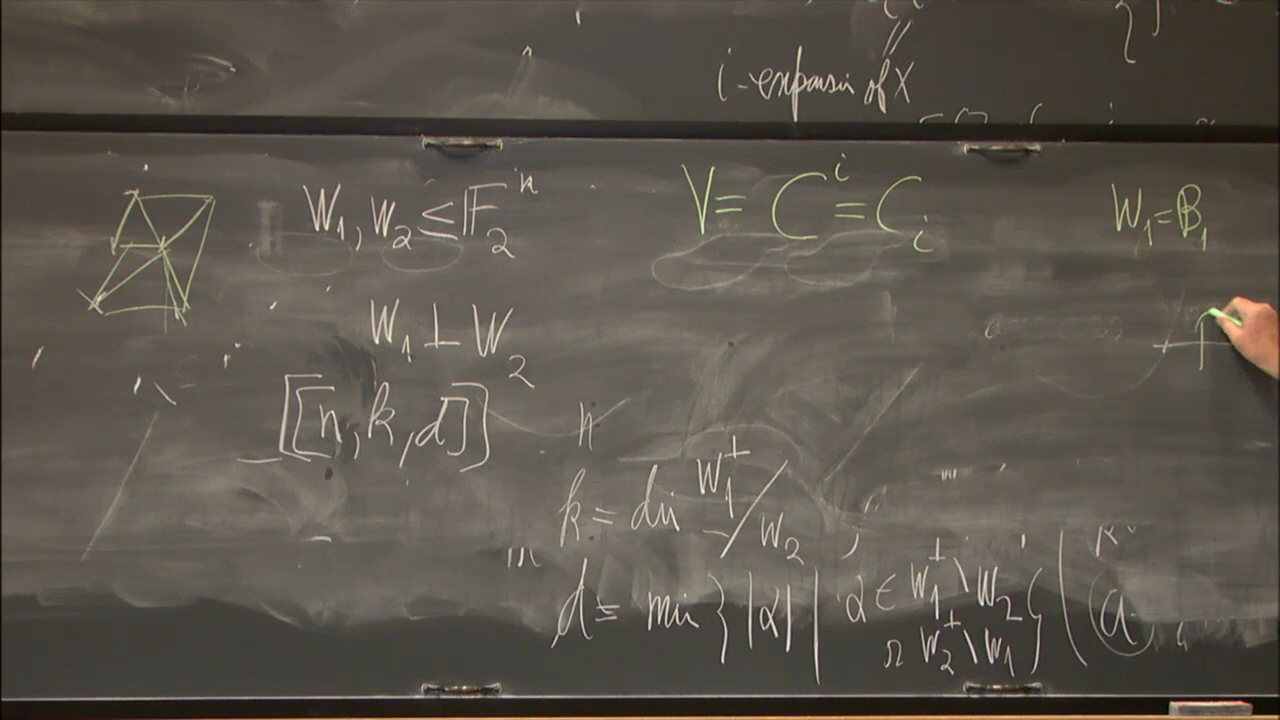 i-expansion of X
W₁, W₂ ≤ F₂ⁿ
V = Cⁱ = Cᵢ
W₁ = B₁
W₁ ⊥ W₂
[[n, k, d]]
n
k = dim W₁^⊥ / W₂,
d = min { |α| | α ∈ W₁^⊥ \ W₂
or W₂^⊥ \ W₁ }